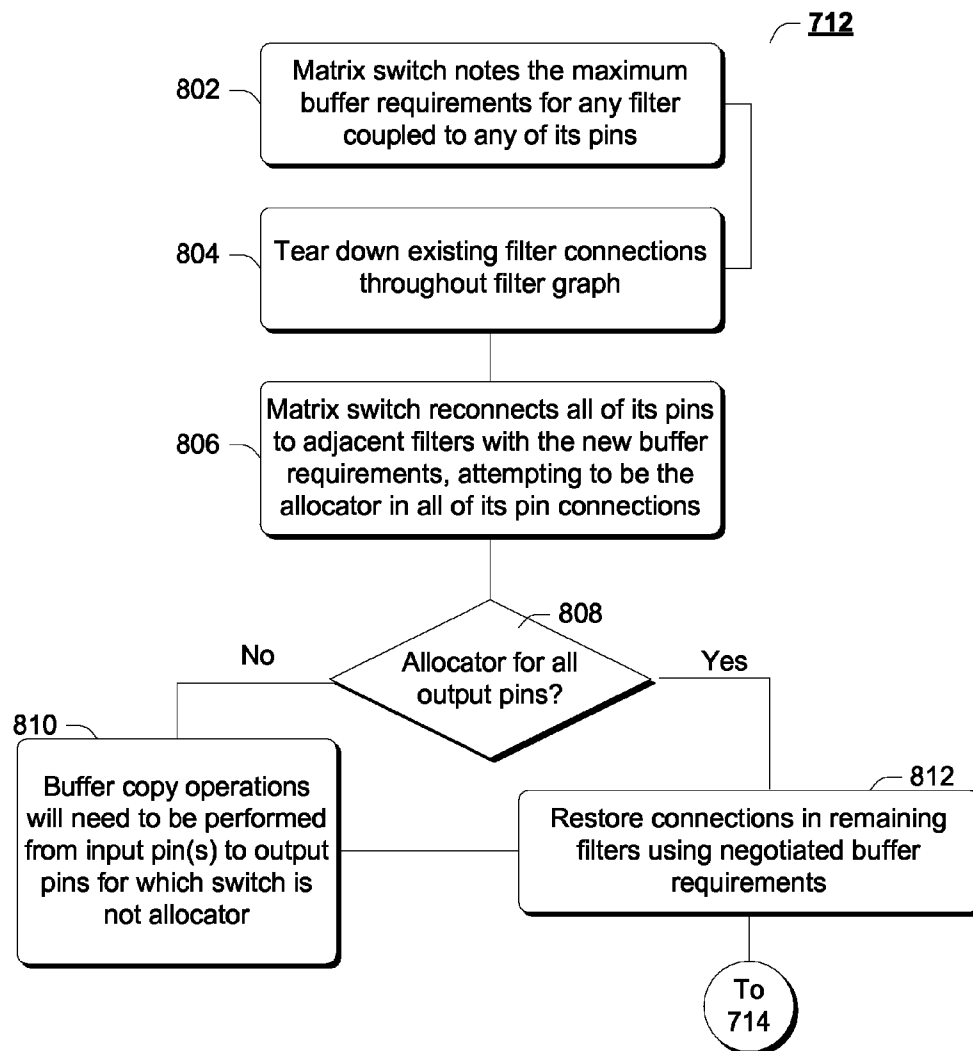 712
802
Matrix switch notes the maximum
buffer requirements for any filter
coupled to any of its pins
804
Tear down existing filter connections
throughout filter graph
806
Matrix switch reconnects all of its pins
to adjacent filters with the new buffer
requirements, attempting to be the
allocator in all of its pin connections
808
Allocator for all
output pins?
No
Yes
810
Buffer copy operations
will need to be performed
from input pin(s) to output
pins for which switch is
not allocator
812
Restore connections in remaining
filters using negotiated buffer
requirements
To
714